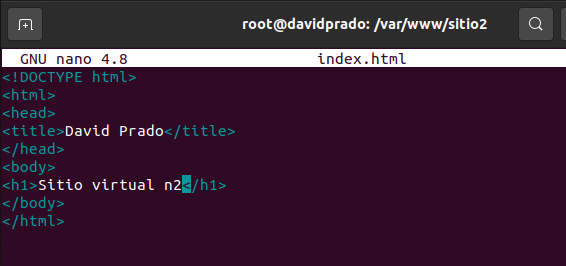 root@davidprado: /var/www/sitio2
GNU nano 4.8 index.html
<!DOCTYPE html>
<html>
<head>
<title>David Prado</title>
</head>
<body>
<h1>Sitio virtual n2</h1>
</body>
</html>